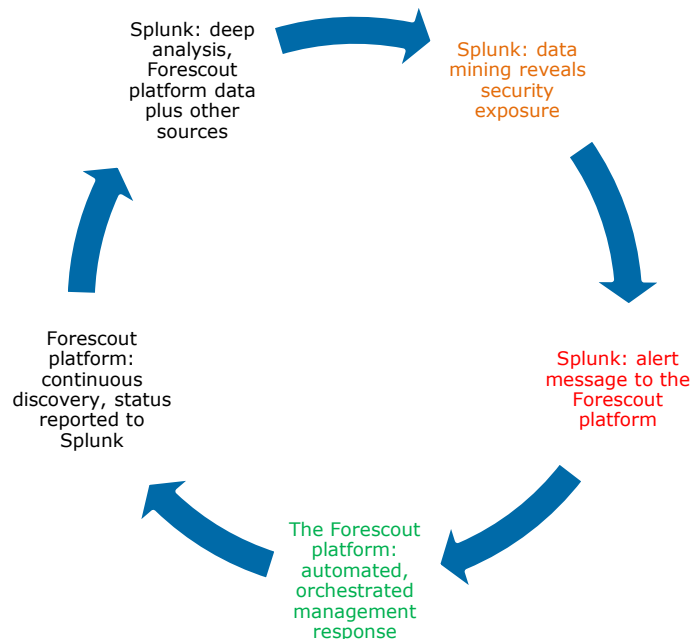 Splunk: deep
analysis,
Forescout
platform data
plus other
sources
Splunk: data
mining reveals
security
exposure
Splunk: alert
message to the
Forescout
platform
The Forescout
platform:
automated,
orchestrated
management
response
Forescout
platform:
continuous
discovery, status
reported to
Splunk